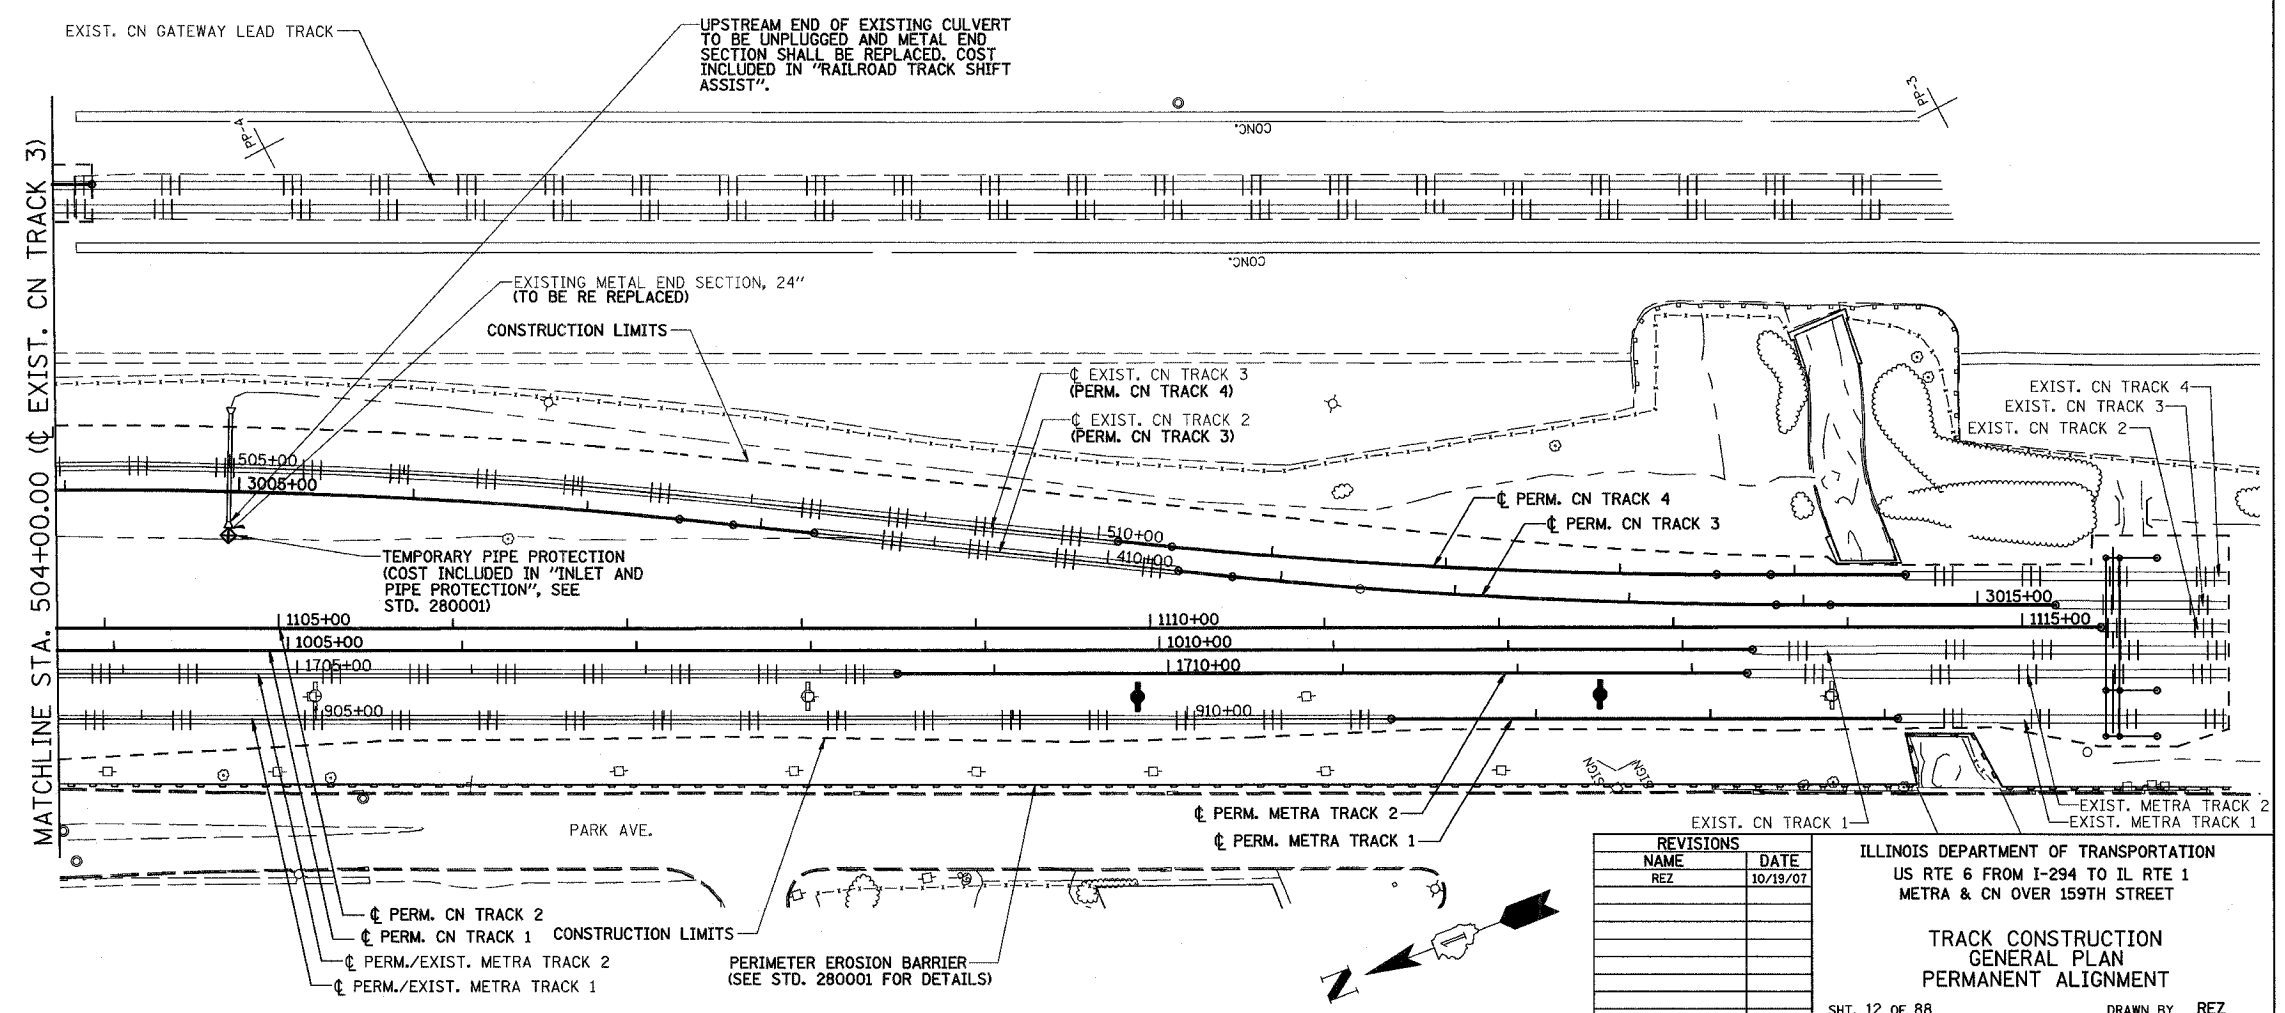 EXIST. CN GATEWAY LEAD TRACK
UPSTREAM END OF EXISTING CULVERT
TO BE UNPLUGGED AND METAL END
SECTION SHALL BE REPLACED. COST
INCLUDED IN "RAILROAD TRACK SHIFT
ASSIST".
PP-4
PP-3
CONC.
CONC.
MATCHLINE STA. 504+00.00 (℄ EXIST. CN TRACK 3)
EXISTING METAL END SECTION, 24"
(TO BE RE REPLACED)
CONSTRUCTION LIMITS
℄ EXIST. CN TRACK 3
(PERM. CN TRACK 4)
℄ EXIST. CN TRACK 2
(PERM. CN TRACK 3)
EXIST. CN TRACK 4
EXIST. CN TRACK 3
EXIST. CN TRACK 2
505+00
3005+00
℄ PERM. CN TRACK 4
℄ PERM. CN TRACK 3
510+00
410+00
TEMPORARY PIPE PROTECTION
(COST INCLUDED IN "INLET AND
PIPE PROTECTION", SEE
STD. 280001)
3015+00
1105+00
1110+00
1115+00
1005+00
1010+00
1705+00
1710+00
905+00
910+00
SIGN
SIGN
PARK AVE.
℄ PERM. METRA TRACK 2
℄ PERM. METRA TRACK 1
EXIST. CN TRACK 1
EXIST. METRA TRACK 2
EXIST. METRA TRACK 1
℄ PERM. CN TRACK 2
℄ PERM. CN TRACK 1
℄ PERM./EXIST. METRA TRACK 2
℄ PERM./EXIST. METRA TRACK 1
CONSTRUCTION LIMITS
PERIMETER EROSION BARRIER
(SEE STD. 280001 FOR DETAILS)
N
REVISIONS
NAME DATE
REZ 10/19/07
ILLINOIS DEPARTMENT OF TRANSPORTATION
US RTE 6 FROM I-294 TO IL RTE 1
METRA & CN OVER 159TH STREET
TRACK CONSTRUCTION
GENERAL PLAN
PERMANENT ALIGNMENT
SHT. 12 OF 88 DRAWN BY REZ